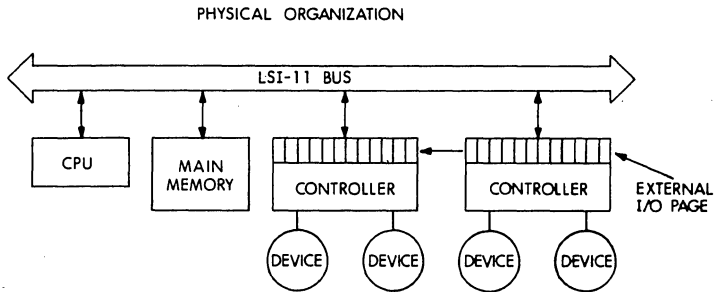 PHYSICAL ORGANIZATION
LSI-11 BUS
CPU
MAIN
MEMORY
CONTROLLER
CONTROLLER
EXTERNAL
I/O PAGE
DEVICE
DEVICE
DEVICE
DEVICE